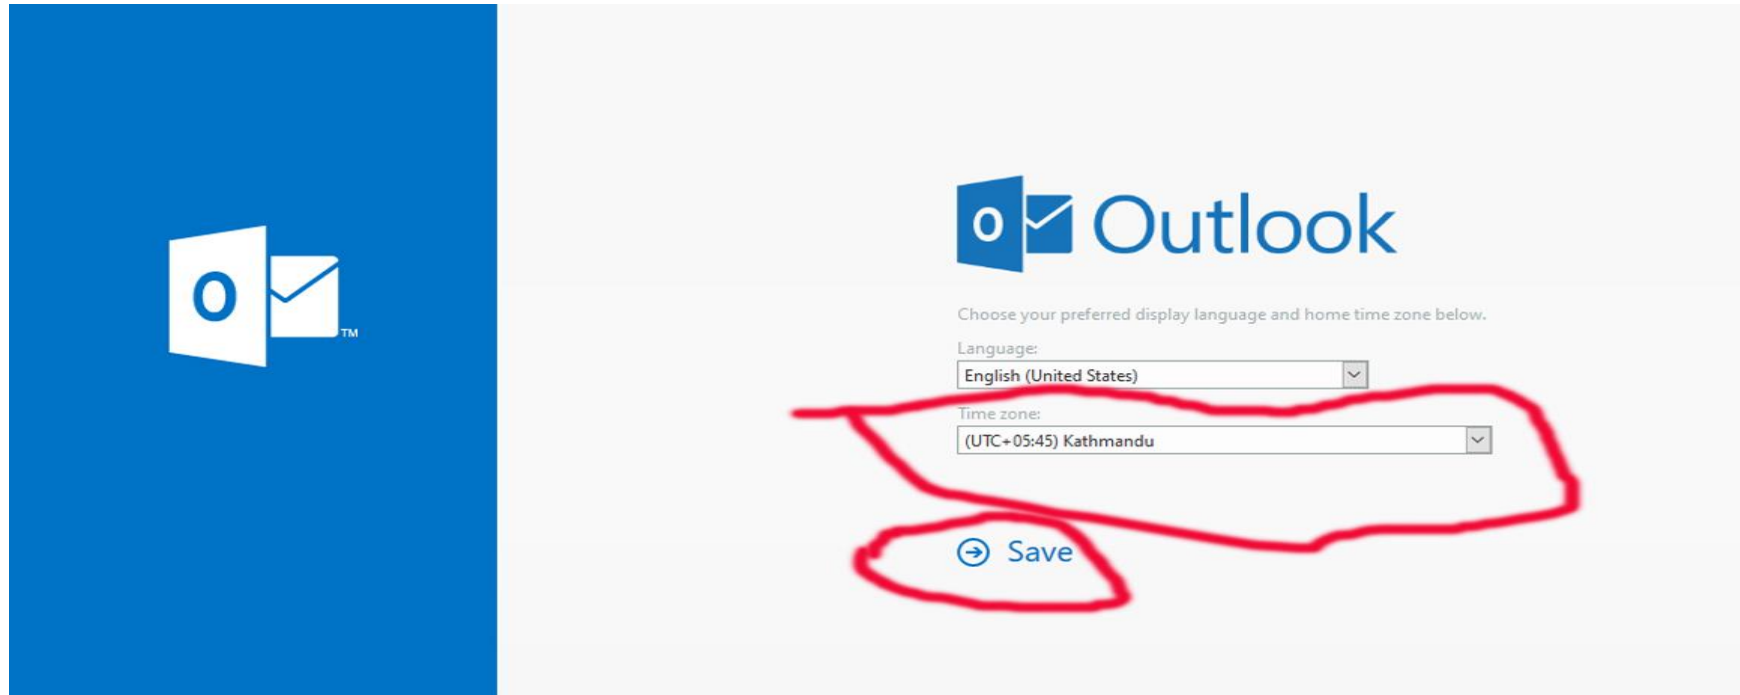 O
TM
O Outlook
Choose your preferred display language and home time zone below.
Language:
English (United States)
Time zone:
(UTC+05:45) Kathmandu
Save